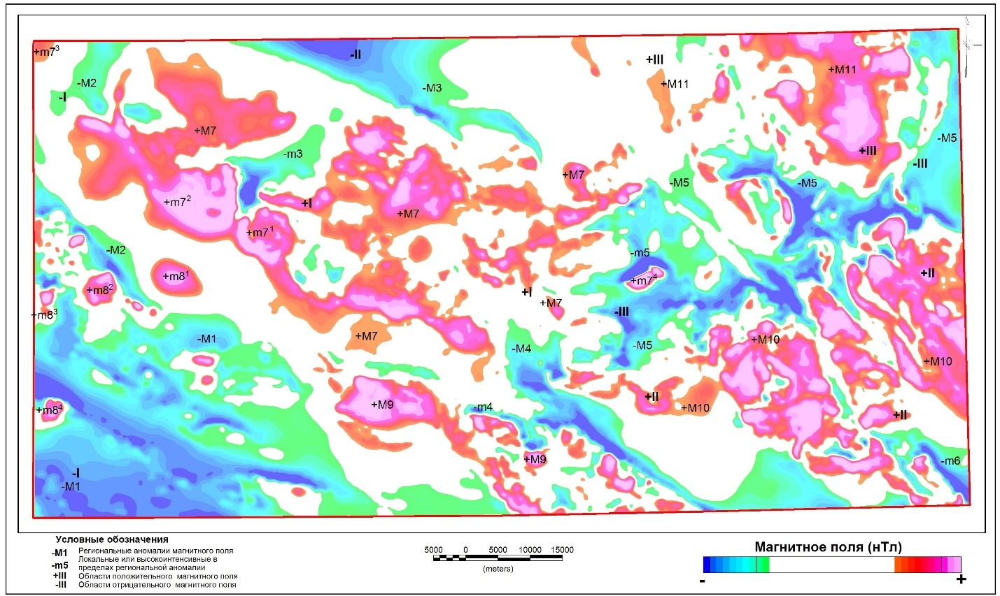 +m7³
-II
+III
+M11
-M2
-M3
+M11
-I
+M7
-M5
-m3
+III
-III
+M7
-M5
-M5
+m7²
+I
+M7
+m7¹
-M2
-m5
+m8¹
+m7⁴
+II
+m8²
+I
+M7
+m8³
-III
-M1
+M7
-M4
-M5
+M10
+M10
+m8⁴
+M9
-m4
+II
+M10
+II
+M9
-m6
-I
-M1
Условные обозначения
-M1 Региональные аномалии магнитного поля
-m5 Локальные или высокоинтенсивные в
пределах региональной аномалии
+III Области положительного магнитного поля
-III Области отрицательного магнитного поля
5000 0 5000 10000 15000
(meters)
Магнитное поля (нТл)
- +